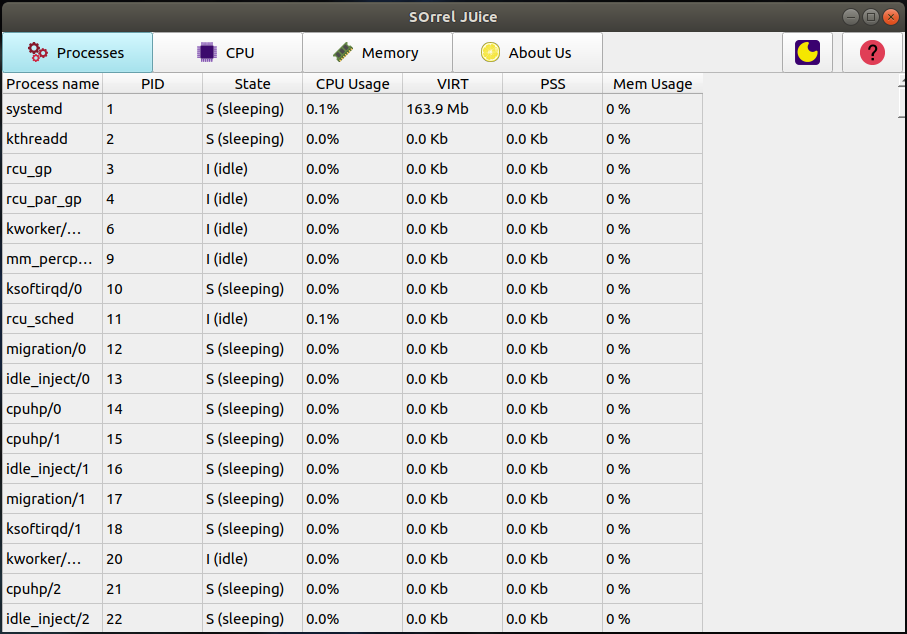 SOrrel JUice
Processes CPU Memory About Us ?
Process name PID State CPU Usage VIRT PSS Mem Usage
systemd 1 S (sleeping) 0.1% 163.9 Mb 0.0 Kb 0 %
kthreadd 2 S (sleeping) 0.0% 0.0 Kb 0.0 Kb 0 %
rcu_gp 3 I (idle) 0.0% 0.0 Kb 0.0 Kb 0 %
rcu_par_gp 4 I (idle) 0.0% 0.0 Kb 0.0 Kb 0 %
kworker/… 6 I (idle) 0.0% 0.0 Kb 0.0 Kb 0 %
mm_percp… 9 I (idle) 0.0% 0.0 Kb 0.0 Kb 0 %
ksoftirqd/0 10 S (sleeping) 0.0% 0.0 Kb 0.0 Kb 0 %
rcu_sched 11 I (idle) 0.1% 0.0 Kb 0.0 Kb 0 %
migration/0 12 S (sleeping) 0.0% 0.0 Kb 0.0 Kb 0 %
idle_inject/0 13 S (sleeping) 0.0% 0.0 Kb 0.0 Kb 0 %
cpuhp/0 14 S (sleeping) 0.0% 0.0 Kb 0.0 Kb 0 %
cpuhp/1 15 S (sleeping) 0.0% 0.0 Kb 0.0 Kb 0 %
idle_inject/1 16 S (sleeping) 0.0% 0.0 Kb 0.0 Kb 0 %
migration/1 17 S (sleeping) 0.0% 0.0 Kb 0.0 Kb 0 %
ksoftirqd/1 18 S (sleeping) 0.0% 0.0 Kb 0.0 Kb 0 %
kworker/… 20 I (idle) 0.0% 0.0 Kb 0.0 Kb 0 %
cpuhp/2 21 S (sleeping) 0.0% 0.0 Kb 0.0 Kb 0 %
idle_inject/2 22 S (sleeping) 0.0% 0.0 Kb 0.0 Kb 0 %